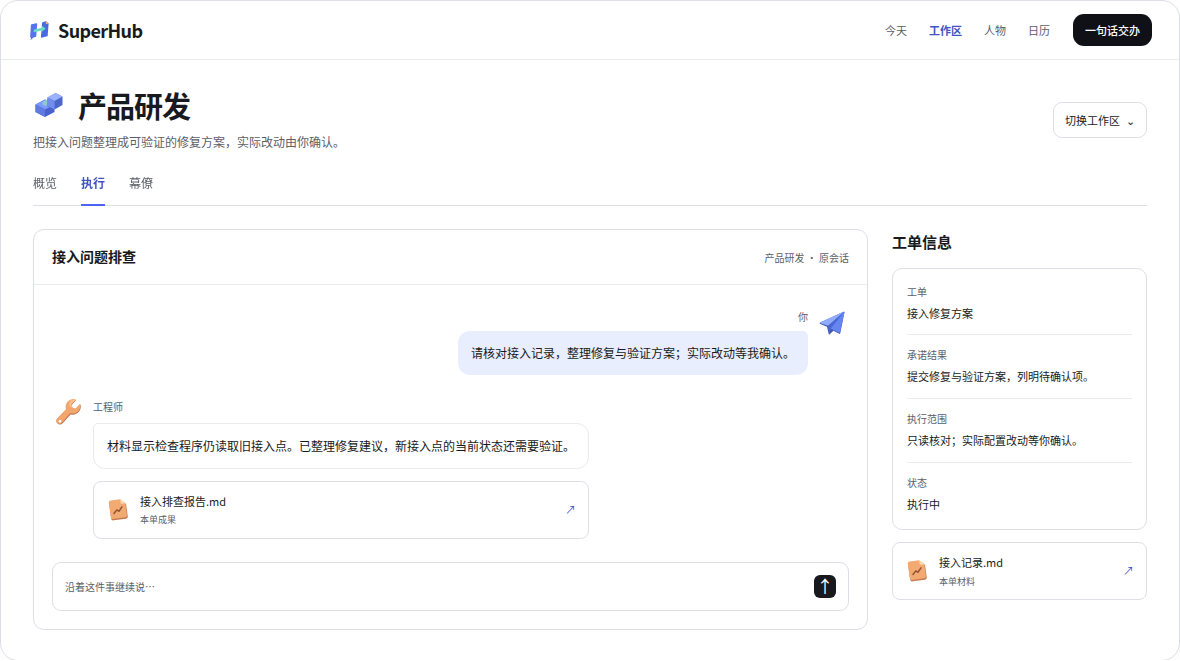 SuperHub
今天
工作区
人物
日历
一句话交办
产品研发
把接入问题整理成可验证的修复方案，实际改动由你确认。
切换工作区
概览
执行
幕僚
接入问题排查
产品研发 · 原会话
你
请核对接入记录，整理修复与验证方案；实际改动等我确认。
工程师
材料显示检查程序仍读取旧接入点。已整理修复建议，新接入点的当前状态还需要验证。
接入排查报告.md
本单成果
沿着这件事继续说…
工单信息
工单
接入修复方案
承诺结果
提交修复与验证方案，列明待确认项。
执行范围
只读核对；实际配置改动等你确认。
状态
执行中
接入记录.md
本单材料